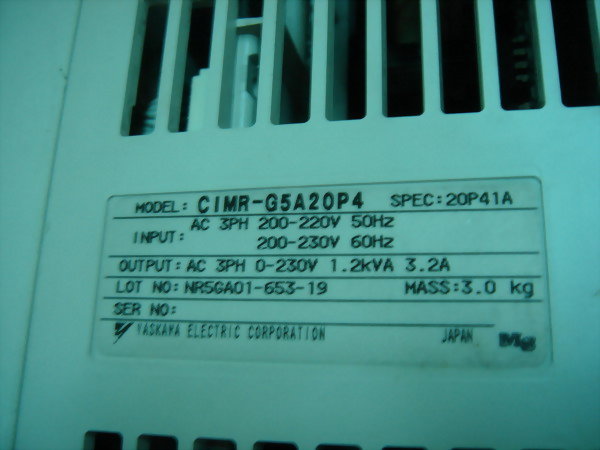 MODEL: CIMR-G5A20P4 SPEC: 20P41A
INPUT: AC 3PH 200-220V 50Hz
200-230V 60Hz
OUTPUT: AC 3PH 0-230V 1.2kVA 3.2A
LOT NO: NR5GA01-653-19 MASS: 3.0 kg
SER NO:
YASKAWA ELECTRIC CORPORATION JAPAN